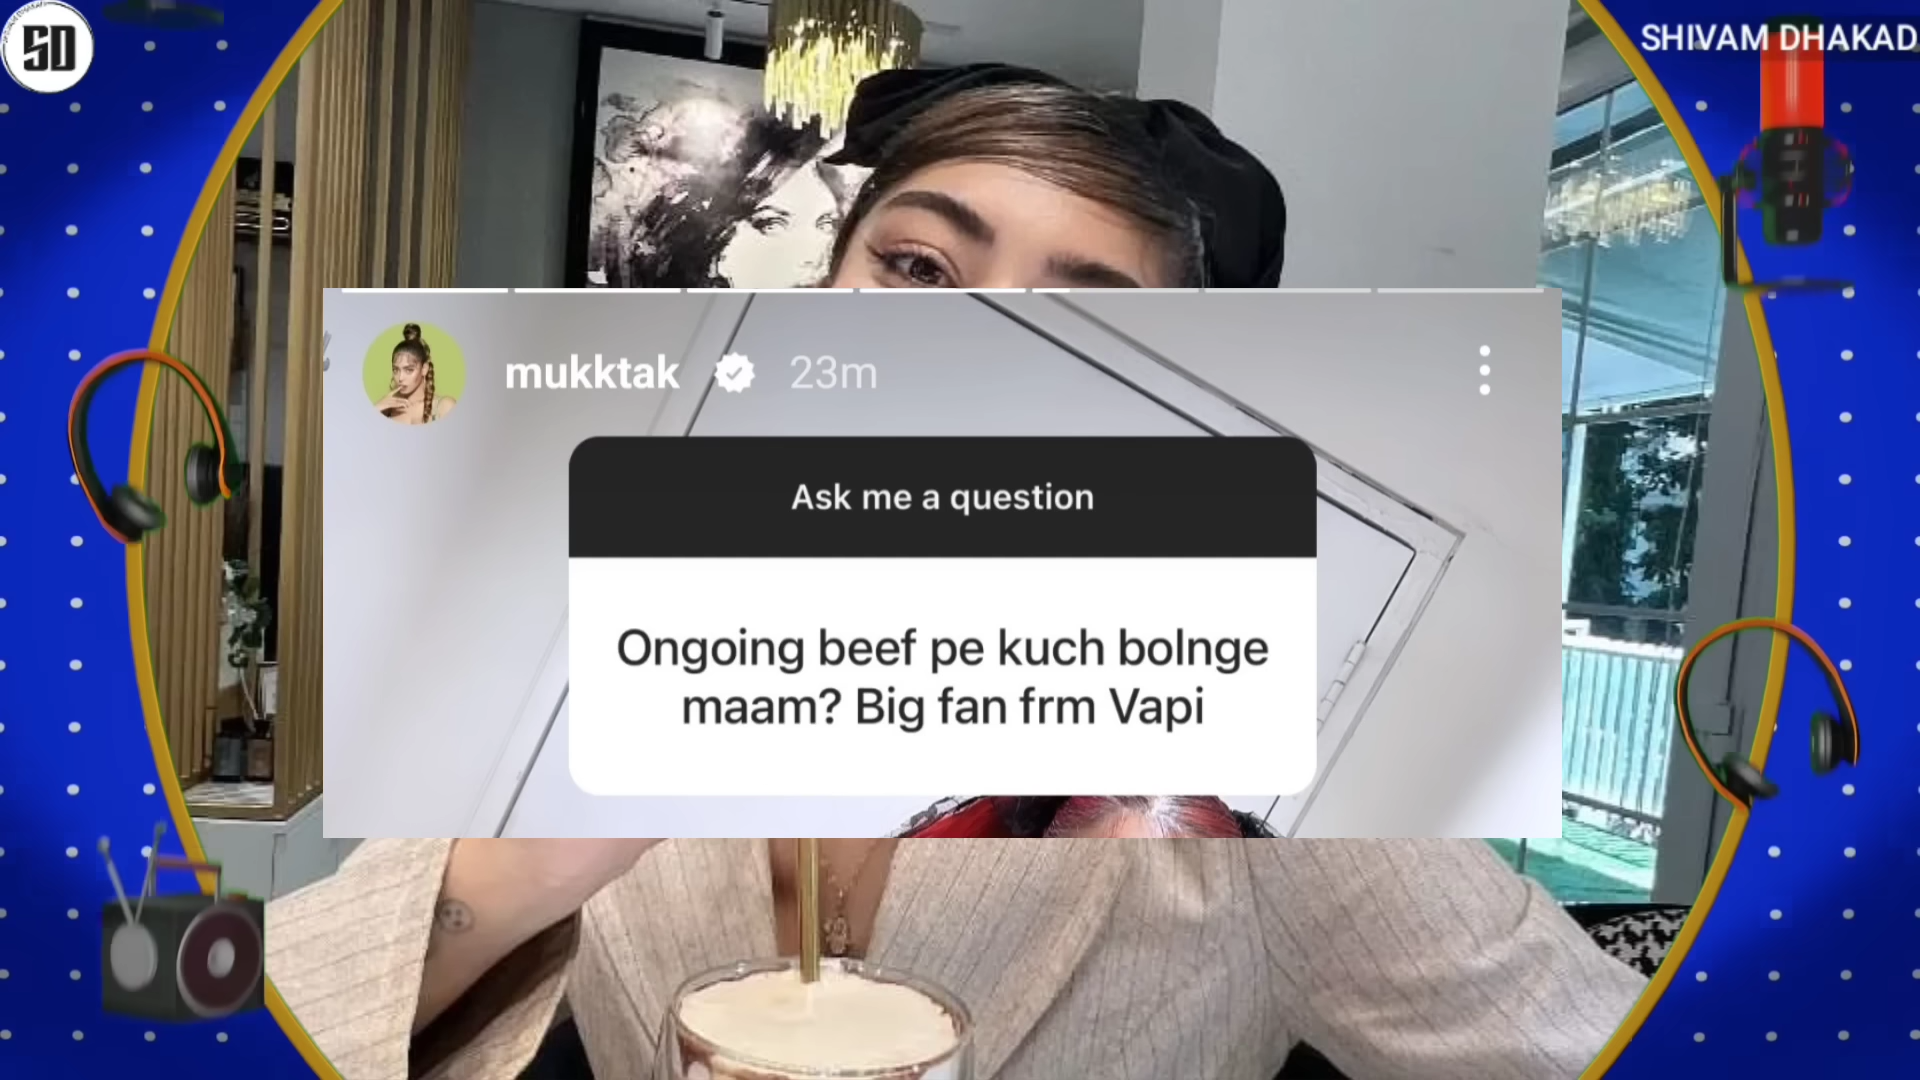 SD
SHIVAM DHAKAD
mukktak 23m
Ask me a question
Ongoing beef pe kuch bolnge
maam? Big fan frm Vapi